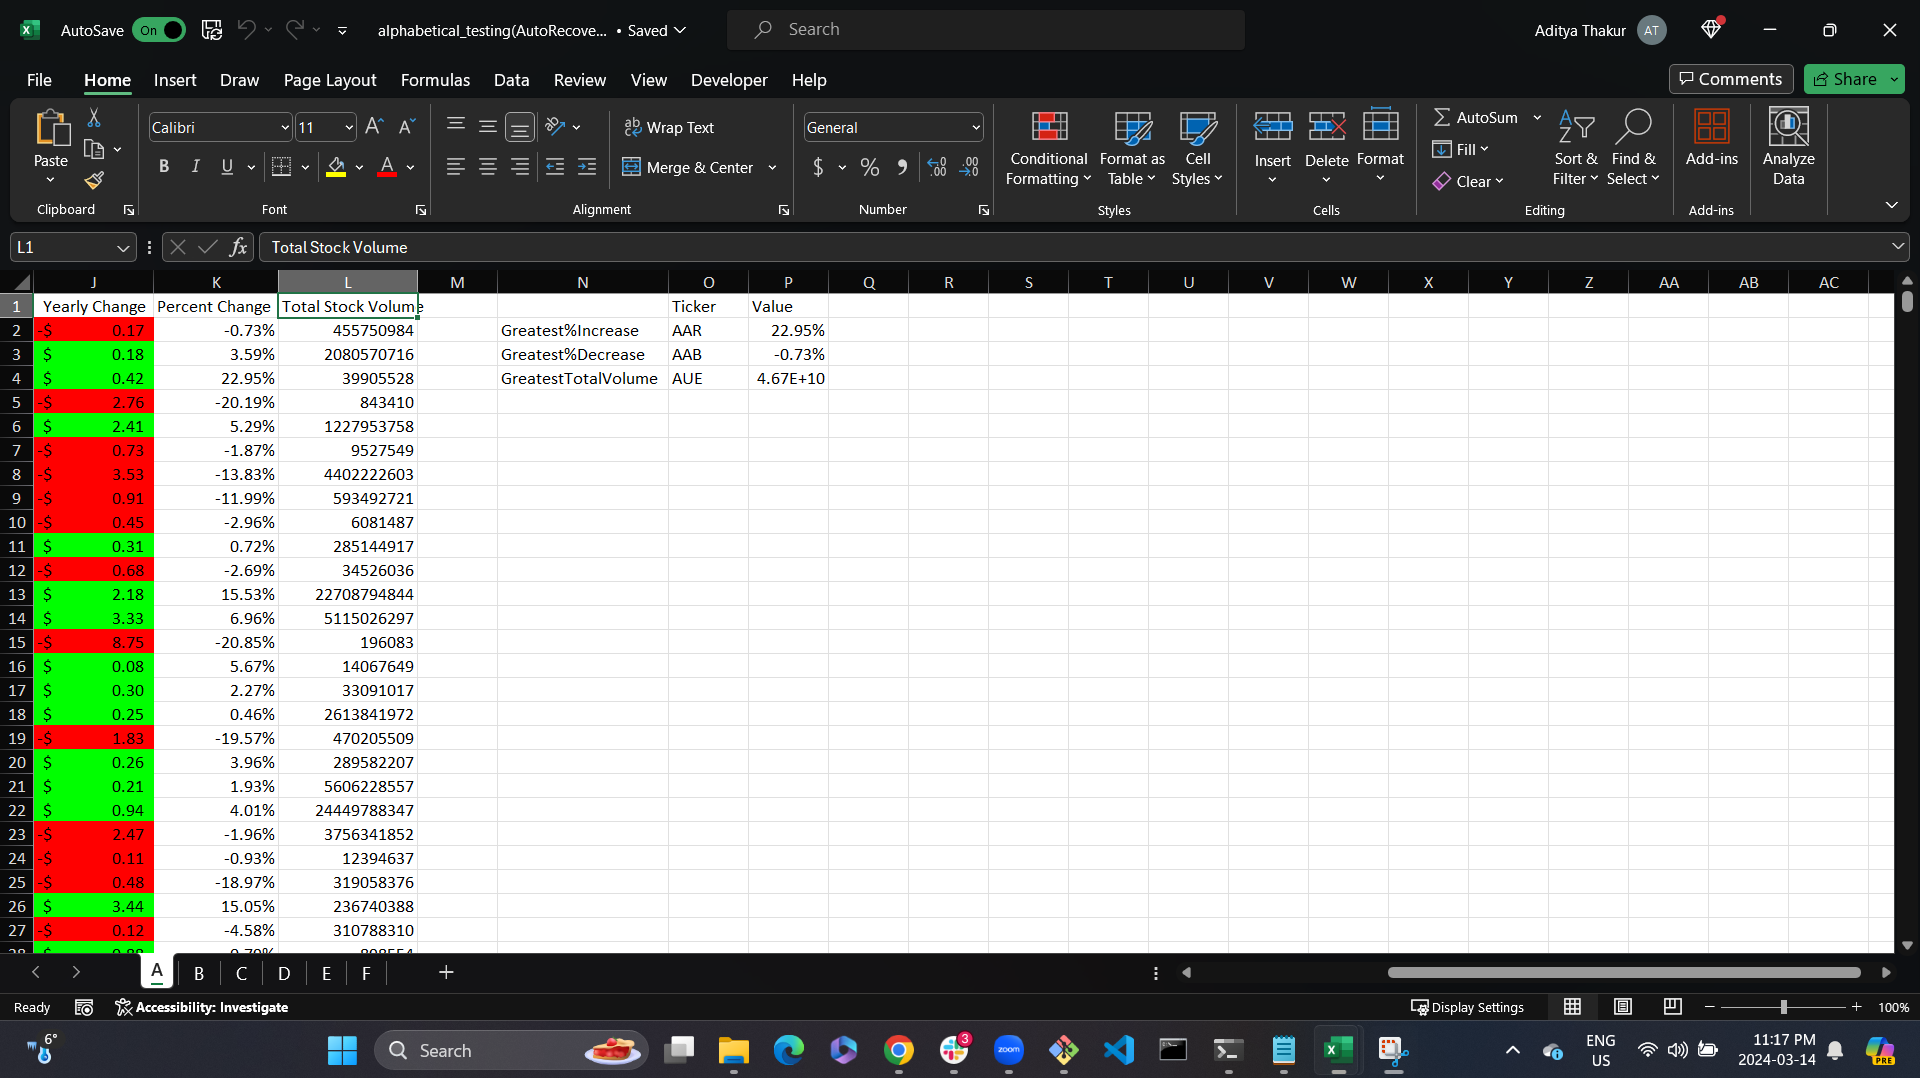 AutoSave On alphabetical_testing(AutoRecove... • Saved Search Aditya Thakur AT
File Home Insert Draw Page Layout Formulas Data Review View Developer Help Comments Share
Paste Calibri 11 Wrap Text General Conditional Formatting Format as Table Cell Styles Insert Delete Format AutoSum Sort & Filter Find & Select Add-ins Analyze Data
B I U Merge & Center $ % Fill
Clear
Clipboard Font Alignment Number Styles Cells Editing Add-ins
L1 fx Total Stock Volume
J K L M N O P Q R S T U V W X Y Z AA AB AC
1 Yearly Change Percent Change Total Stock Volume Ticker Value
2 -$ 0.17 -0.73% 455750984 Greatest%Increase AAR 22.95%
3 $ 0.18 3.59% 2080570716 Greatest%Decrease AAB -0.73%
4 $ 0.42 22.95% 39905528 GreatestTotalVolume AUE 4.67E+10
5 -$ 2.76 -20.19% 843410
6 $ 2.41 5.29% 1227953758
7 -$ 0.73 -1.87% 9527549
8 -$ 3.53 -13.83% 4402222603
9 -$ 0.91 -11.99% 593492721
10 -$ 0.45 -2.96% 6081487
11 $ 0.31 0.72% 285144917
12 -$ 0.68 -2.69% 34526036
13 $ 2.18 15.53% 22708794844
14 $ 3.33 6.96% 5115026297
15 -$ 8.75 -20.85% 196083
16 $ 0.08 5.67% 14067649
17 $ 0.30 2.27% 33091017
18 $ 0.25 0.46% 2613841972
19 -$ 1.83 -19.57% 470205509
20 $ 0.26 3.96% 289582207
21 $ 0.21 1.93% 5606228557
22 $ 0.94 4.01% 24449788347
23 -$ 2.47 -1.96% 3756341852
24 -$ 0.11 -0.93% 12394637
25 -$ 0.48 -18.97% 319058376
26 $ 3.44 15.05% 236740388
27 -$ 0.12 -4.58% 310788310
A B C D E F
Ready Accessibility: Investigate Display Settings 100%
6° Search 3 zoom ENG 11:17 PM
US 2024-03-14 PRE